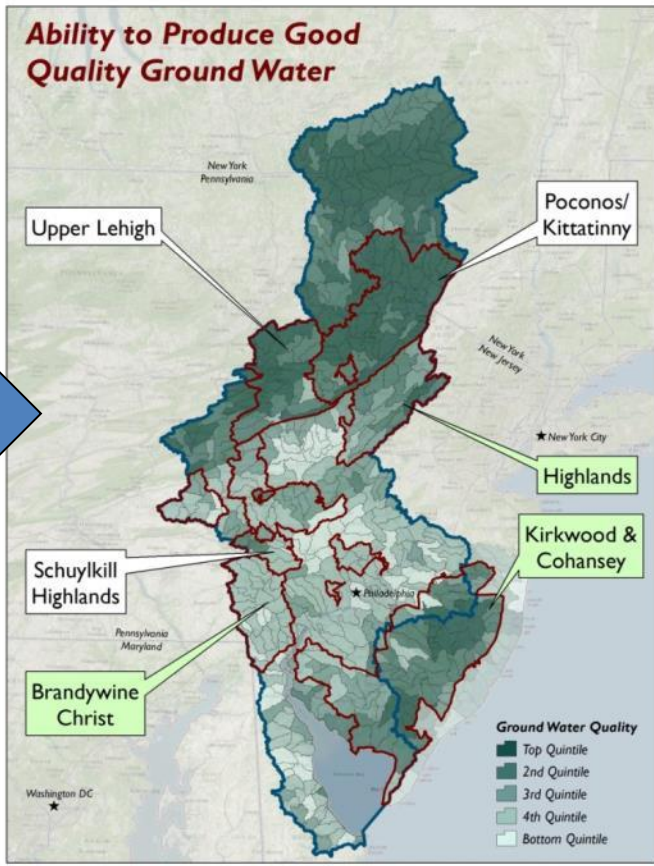 Ability to Produce Good
Quality Ground Water
New York
Pennsylvania
Upper Lehigh
Poconos/
Kittatinny
New York
New Jersey
New York City
Highlands
Kirkwood &
Cohansey
Schuylkill
Highlands
Philadelphia
Pennsylvania
Maryland
Brandywine
Christ
Washington DC
Ground Water Quality
Top Quintile
2nd Quintile
3rd Quintile
4th Quintile
Bottom Quintile